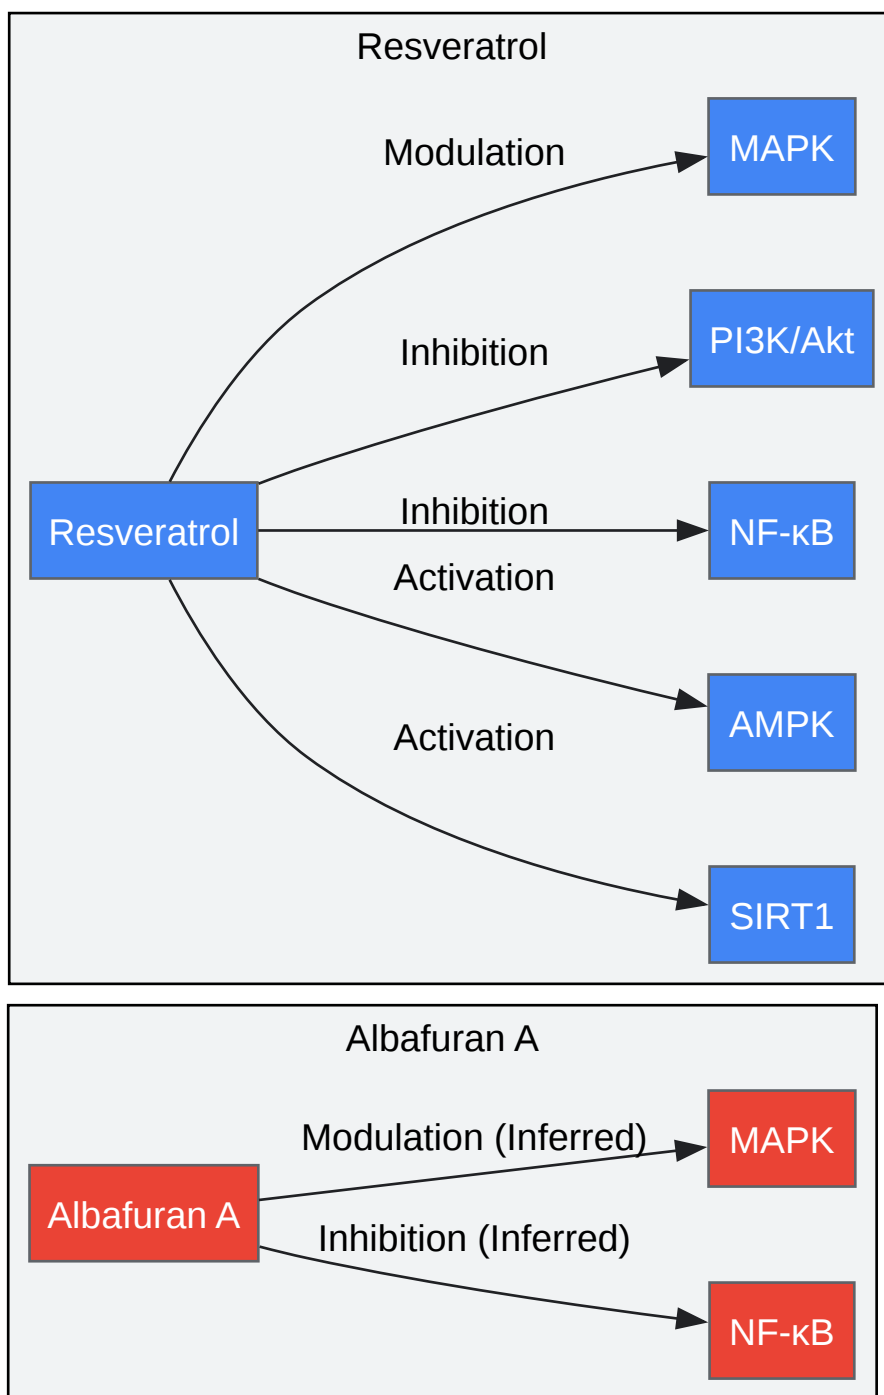 Resveratrol
Modulation
MAPK
Inhibition
PI3K/Akt
Resveratrol
Inhibition
NF-κB
Activation
AMPK
Activation
SIRT1
Albafuran A
Modulation (Inferred)
MAPK
Albafuran A
Inhibition (Inferred)
NF-κB